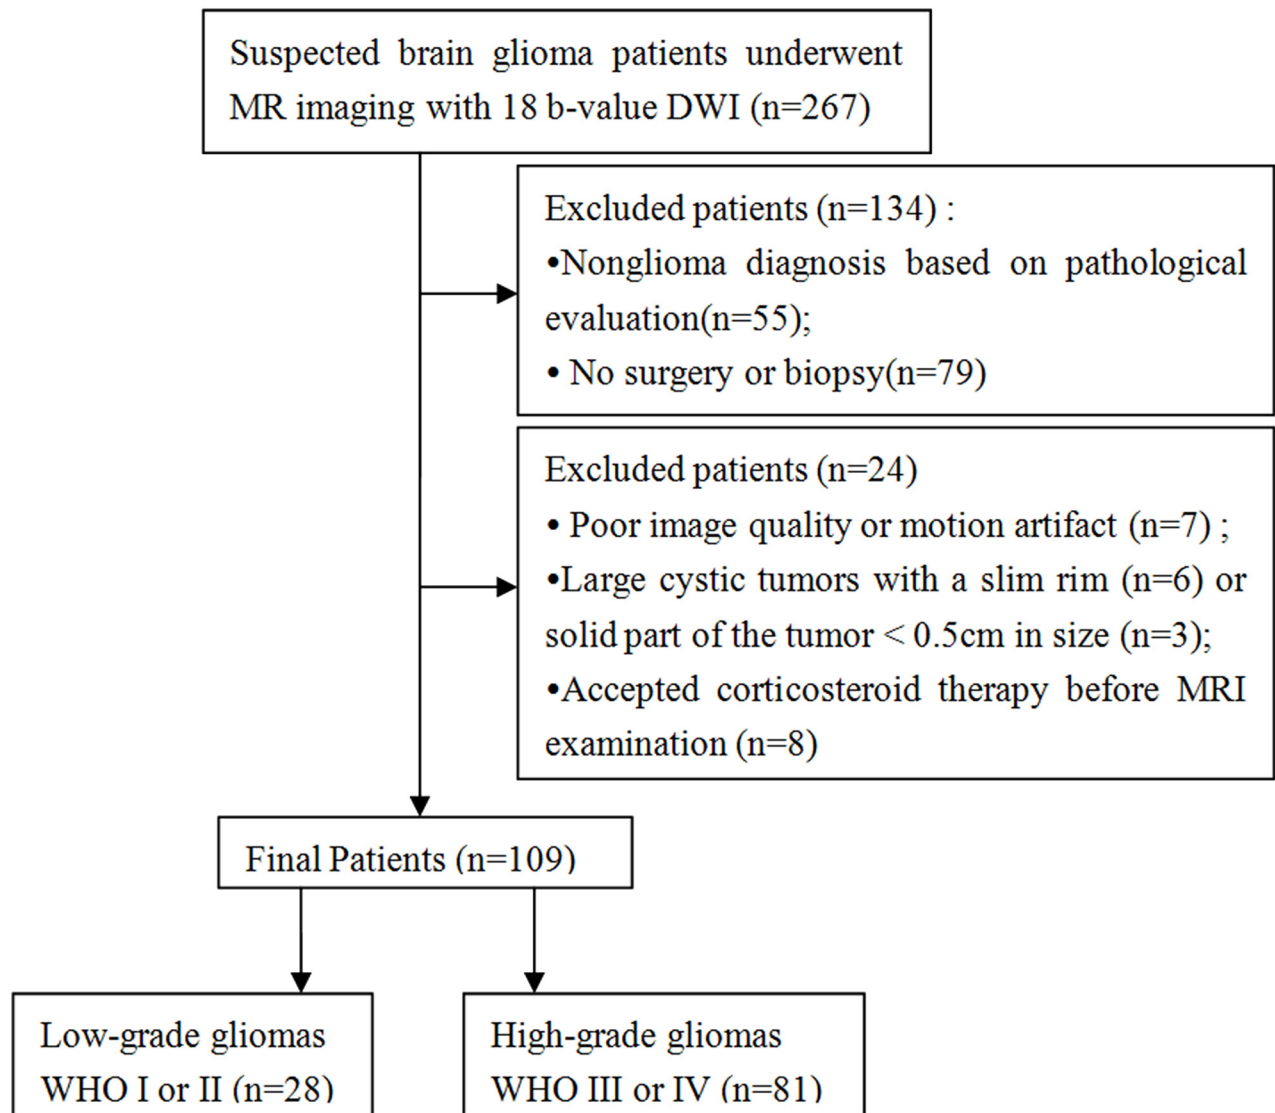 Suspected brain glioma patients underwent
MR imaging with 18 b-value DWI (n=267)
Excluded patients (n=134) :
•Nonglioma diagnosis based on pathological
evaluation(n=55);
• No surgery or biopsy(n=79)
Excluded patients (n=24)
• Poor image quality or motion artifact (n=7) ;
•Large cystic tumors with a slim rim (n=6) or
solid part of the tumor < 0.5cm in size (n=3);
•Accepted corticosteroid therapy before MRI
examination (n=8)
Final Patients (n=109)
Low-grade gliomas
WHO I or II (n=28)
High-grade gliomas
WHO III or IV (n=81)